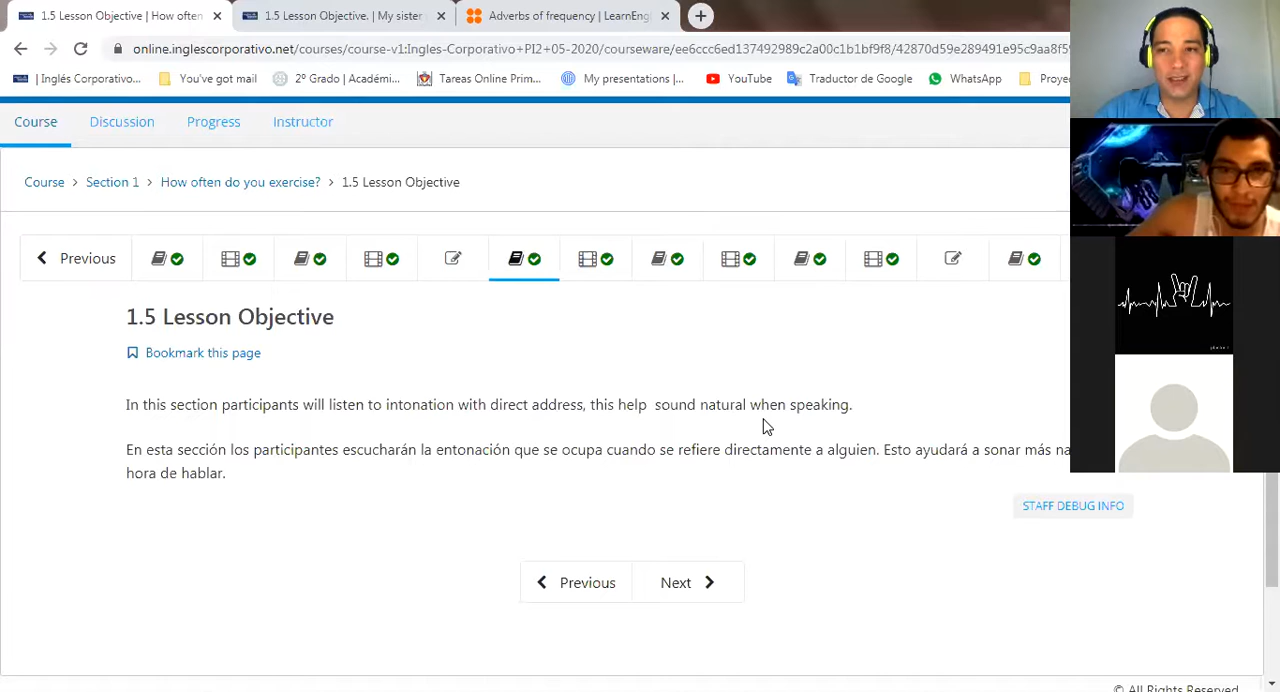 1.5 Lesson Objective | How often
1.5 Lesson Objective. | My sister
Adverbs of frequency | LearnEngl
online.inglescorporativo.net/courses/course-v1:Ingles-Corporativo+PI2+05-2020/courseware/ee6ccc6ed137492989c2a00c1b1bf9f8/42870d59e289491e95c9aa8f59
| Inglés Corporativo...
You've got mail
2º Grado | Académi...
Tareas Online Prim...
My presentations |...
YouTube
Traductor de Google
WhatsApp
Proye
Course
Discussion
Progress
Instructor
Course > Section 1 > How often do you exercise? > 1.5 Lesson Objective
Previous
1.5 Lesson Objective
Bookmark this page
In this section participants will listen to intonation with direct address, this help sound natural when speaking.
En esta sección los participantes escucharán la entonación que se ocupa cuando se refiere directamente a alguien. Esto ayudará a sonar más na
hora de hablar.
STAFF DEBUG INFO
Previous
Next
© All Rights Reserved